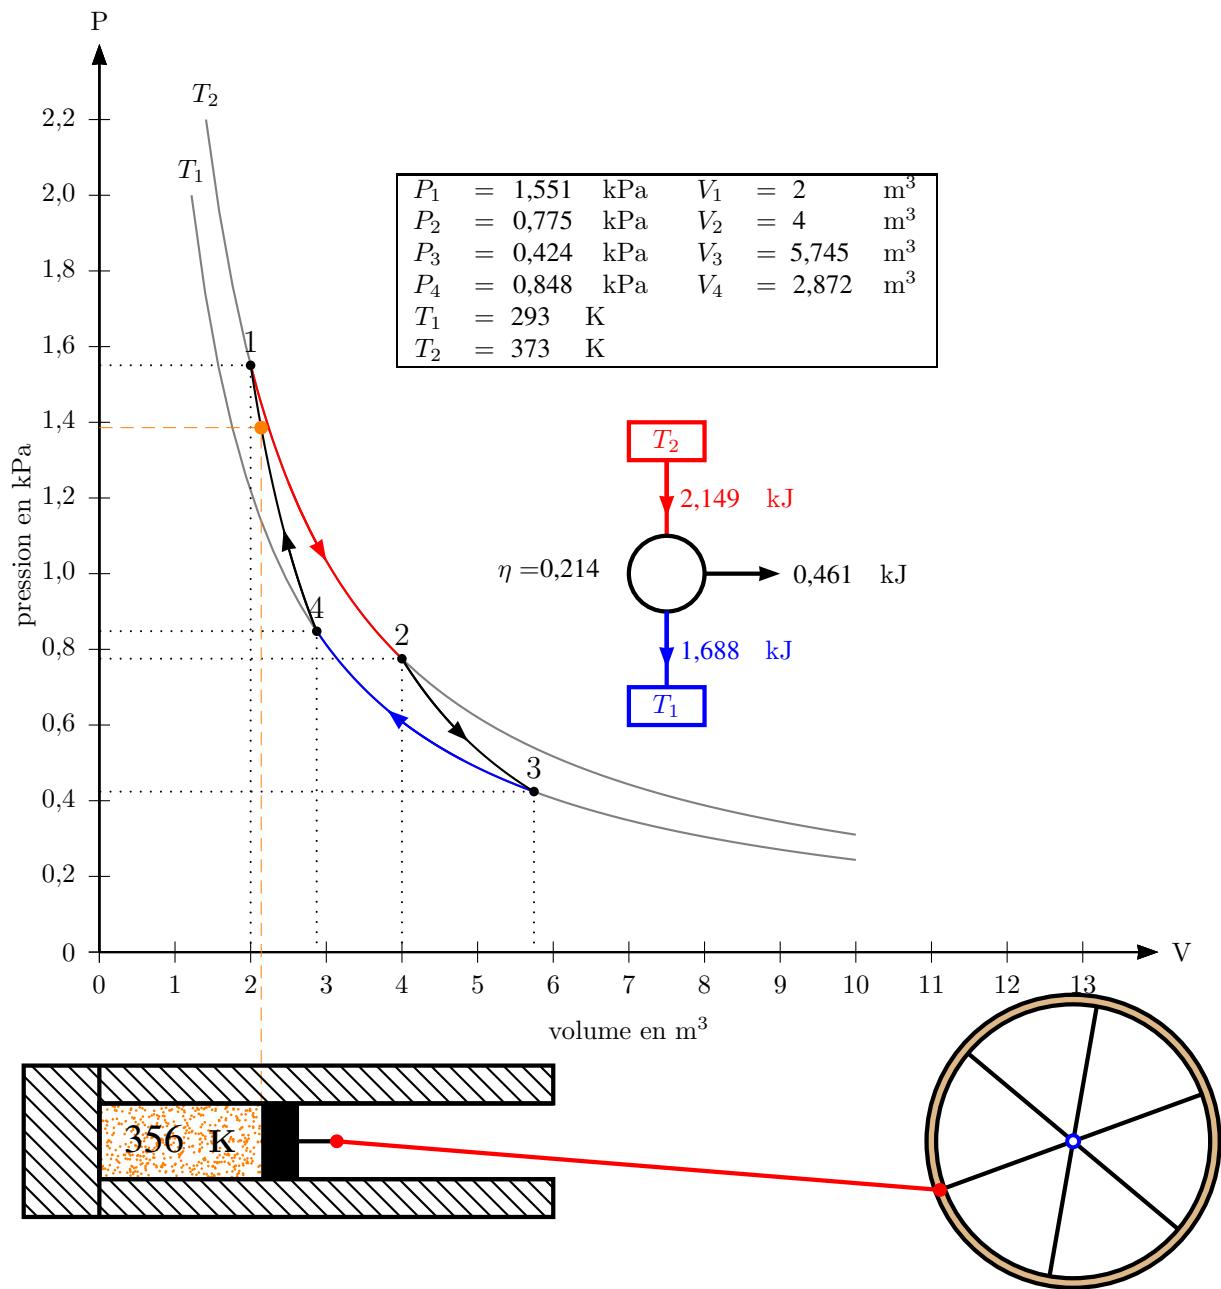 P
T₂
2,2
T₁
2,0
P₁ = 1,551 kPa V₁ = 2 m³
P₂ = 0,775 kPa V₂ = 4 m³
P₃ = 0,424 kPa V₃ = 5,745 m³
P₄ = 0,848 kPa V₄ = 2,872 m³
T₁ = 293 K
T₂ = 373 K
1,8
1,6
1
1,4
T₂
pression en kPa
1,2
2,149 kJ
1,0
η =0,214
0,461 kJ
4
2
0,8
1,688 kJ
0,6
T₁
3
0,4
0,2
0
V
0 1 2 3 4 5 6 7 8 9 10 11 12 13
volume en m³
356 K